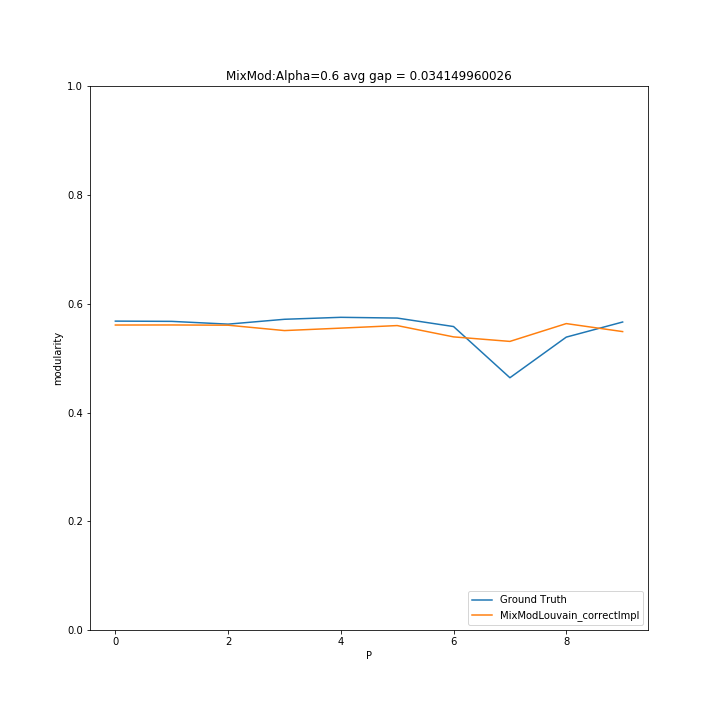 MixMod:Alpha=0.6 avg gap = 0.034149960026
1.0
0.8
0.6
0.4
0.2
0.0
modularity
0 2 4 6 8
P
Ground Truth
MixModLouvain_correctImpl